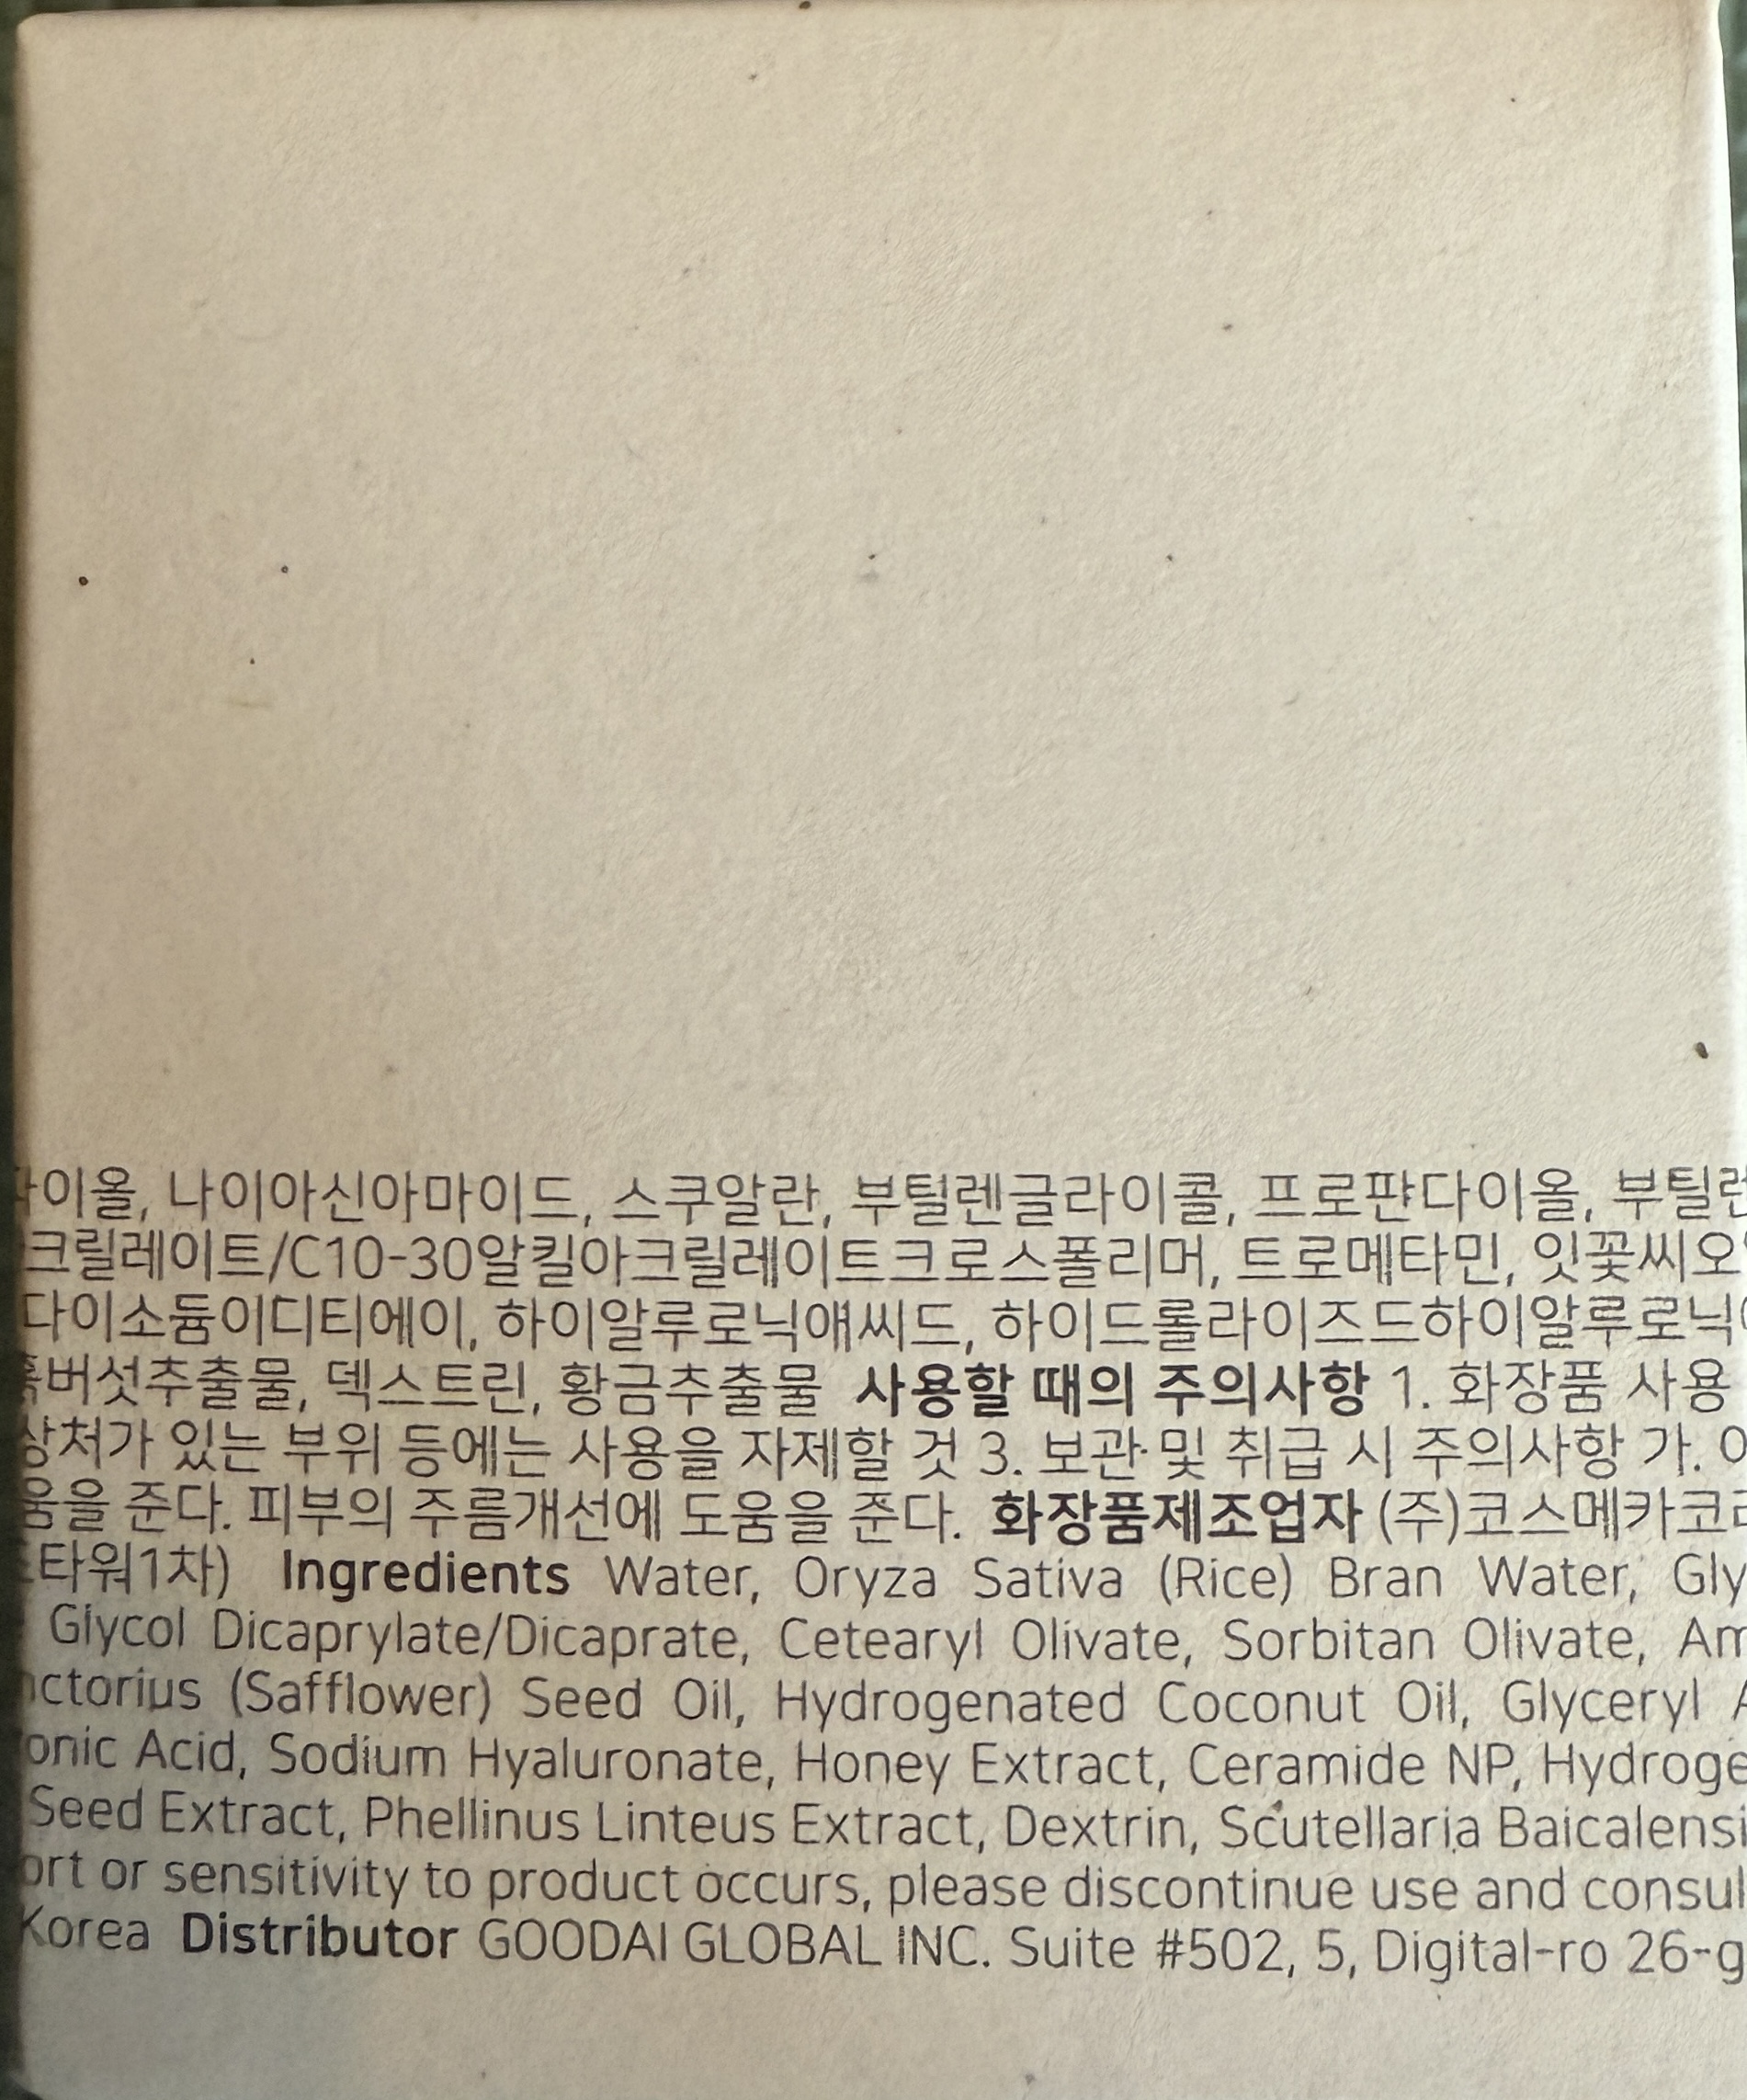 이올, 나이아신아마이드, 스쿠알란, 부틸렌글라이콜, 프로판다이올, 부틸렌
크릴레이트/C10-30알킬아크릴레이트크로스폴리머, 트로메타민, 잇꽃씨오
다이소듐이디티에이, 하이알루로닉애씨드, 하이드롤라이즈드하이알루로닉
버섯추출물, 덱스트린, 황금추출물 사용할 때의 주의사항 1. 화장품 사용
상처가 있는 부위 등에는 사용을 자제할 것 3. 보관 및 취급 시 주의사항 가.
움을 준다. 피부의 주름개선에 도움을 준다. 화장품제조업자 (주)코스메카코
타워1차) Ingredients Water, Oryza Sativa (Rice) Bran Water, Gly
Glycol Dicaprylate/Dicaprate, Cetearyl Olivate, Sorbitan Olivate, Am
ctorius (Safflower) Seed Oil, Hydrogenated Coconut Oil, Glyceryl
onic Acid, Sodium Hyaluronate, Honey Extract, Ceramide NP, Hydroge
Seed Extract, Phellinus Linteus Extract, Dextrin, Scutellaria Baicalensi
ort or sensitivity to product occurs, please discontinue use and consul
Korea Distributor GOODAI GLOBAL INC. Suite #502, 5, Digital-ro 26-g